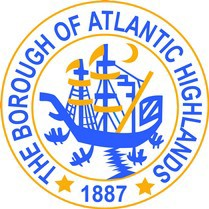 THE BOROUGH OF ATLANTIC HIGHLANDS
1887